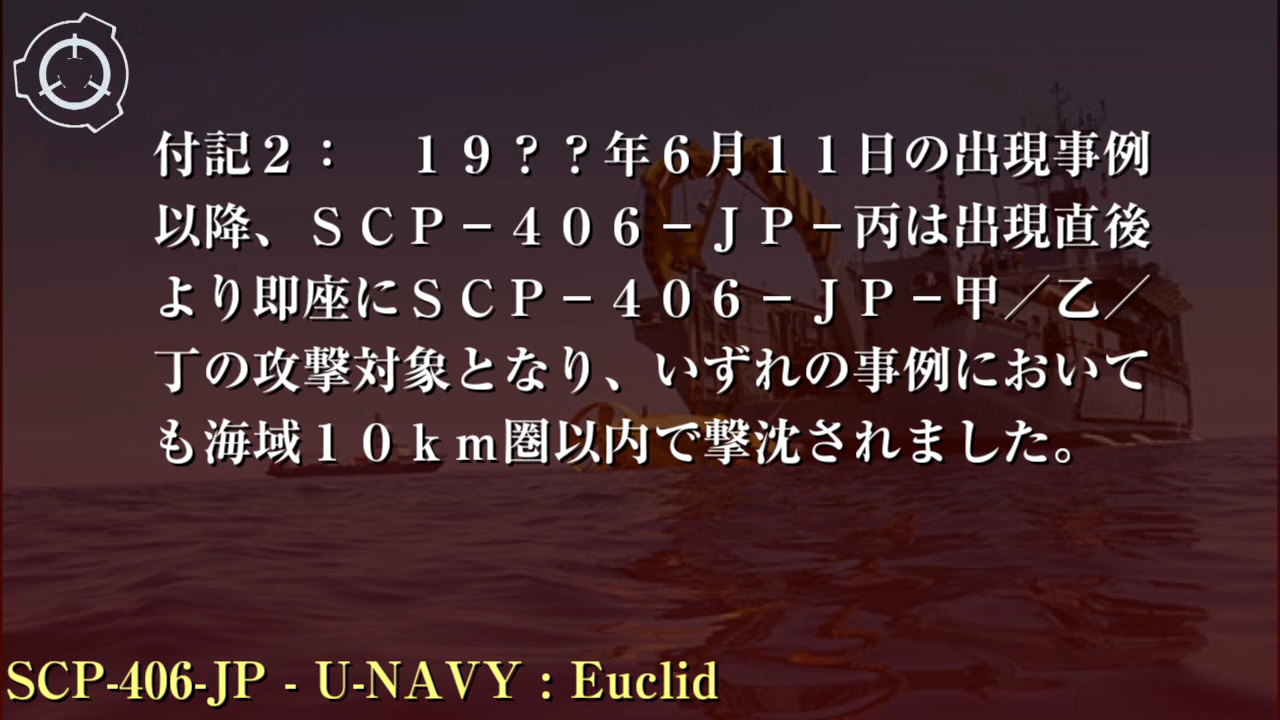 付記２：　１９？？年６月１１日の出現事例
以降、ＳＣＰ－４０６－ＪＰ－丙は出現直後
より即座にＳＣＰ－４０６－ＪＰ－甲／乙／
丁の攻撃対象となり、いずれの事例において
も海域１０ｋｍ圏以内で撃沈されました。
SCP-406-JP - U-NAVY : Euclid